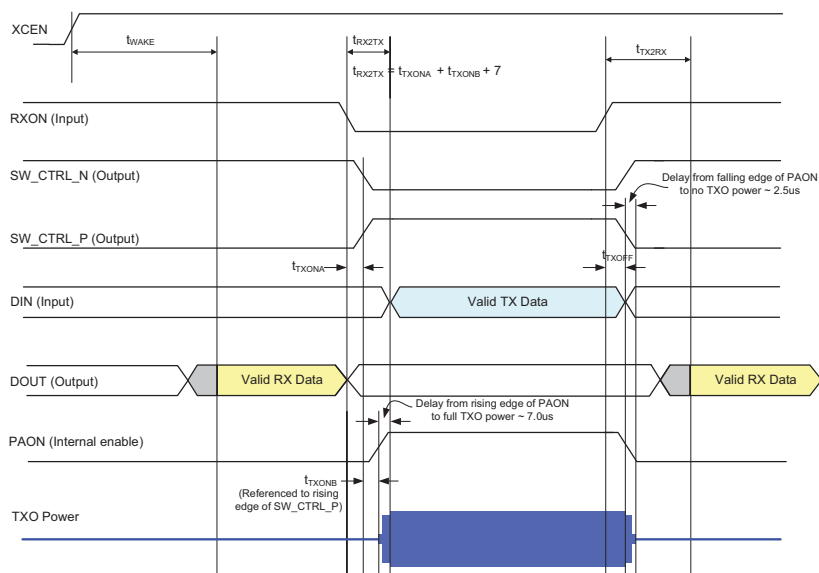 XCEN
tWAKE
tRX2TX
tRX2TX = tTXONA + tTXONB + 7
tTX2RX
RXON (Input)
SW_CTRL_N (Output)
Delay from falling edge of PAON
to no TXO power ~ 2.5us
SW_CTRL_P (Output)
tTXONA
tTXOFF
DIN (Input)
Valid TX Data
DOUT (Output)
Valid RX Data
Valid RX Data
Delay from rising edge of PAON
to full TXO power ~ 7.0us
PAON (Internal enable)
tTXONB
(Referenced to rising
edge of SW_CTRL_P)
TXO Power